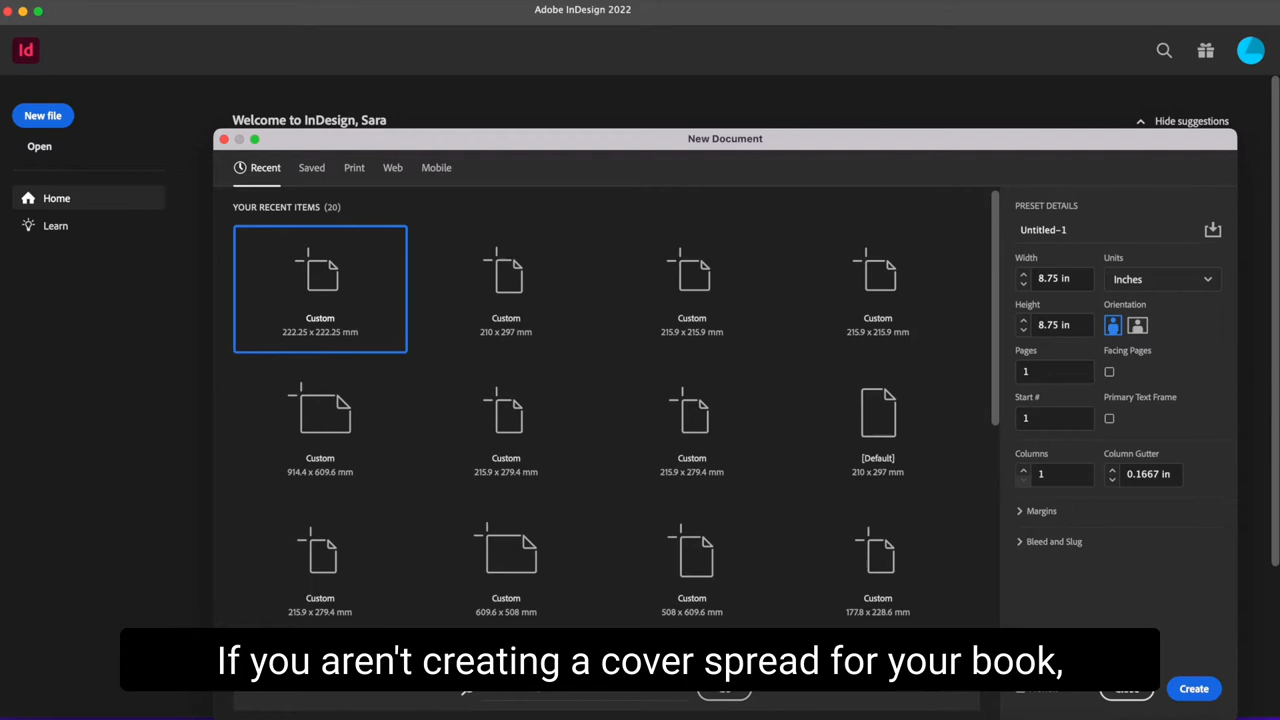 Adobe InDesign 2022
Id
New file
Open
Home
Learn
Welcome to InDesign, Sara
Hide suggestions
New Document
Recent
Saved
Print
Web
Mobile
YOUR RECENT ITEMS (20)
Custom
222.25 x 222.25 mm
Custom
210 x 297 mm
Custom
215.9 x 215.9 mm
Custom
215.9 x 215.9 mm
Custom
914.4 x 609.6 mm
Custom
215.9 x 279.4 mm
Custom
215.9 x 279.4 mm
[Default]
210 x 297 mm
Custom
215.9 x 279.4 mm
Custom
609.6 x 508 mm
Custom
508 x 609.6 mm
Custom
177.8 x 228.6 mm
PRESET DETAILS
Untitled-1
Width
Units
8.75 in
Inches
Height
Orientation
8.75 in
Pages
Facing Pages
1
Start #
Primary Text Frame
1
Columns
Column Gutter
1
0.1667 in
Margins
Bleed and Slug
If you aren't creating a cover spread for your book,
Create